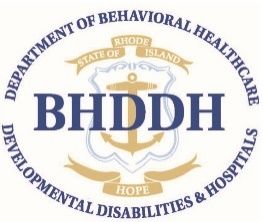 DEPARTMENT OF BEHAVIORAL HEALTHCARE
STATE OF RHODE ISLAND
BHDDH
HOPE
DEVELOPMENTAL DISABILITIES & HOSPITALS